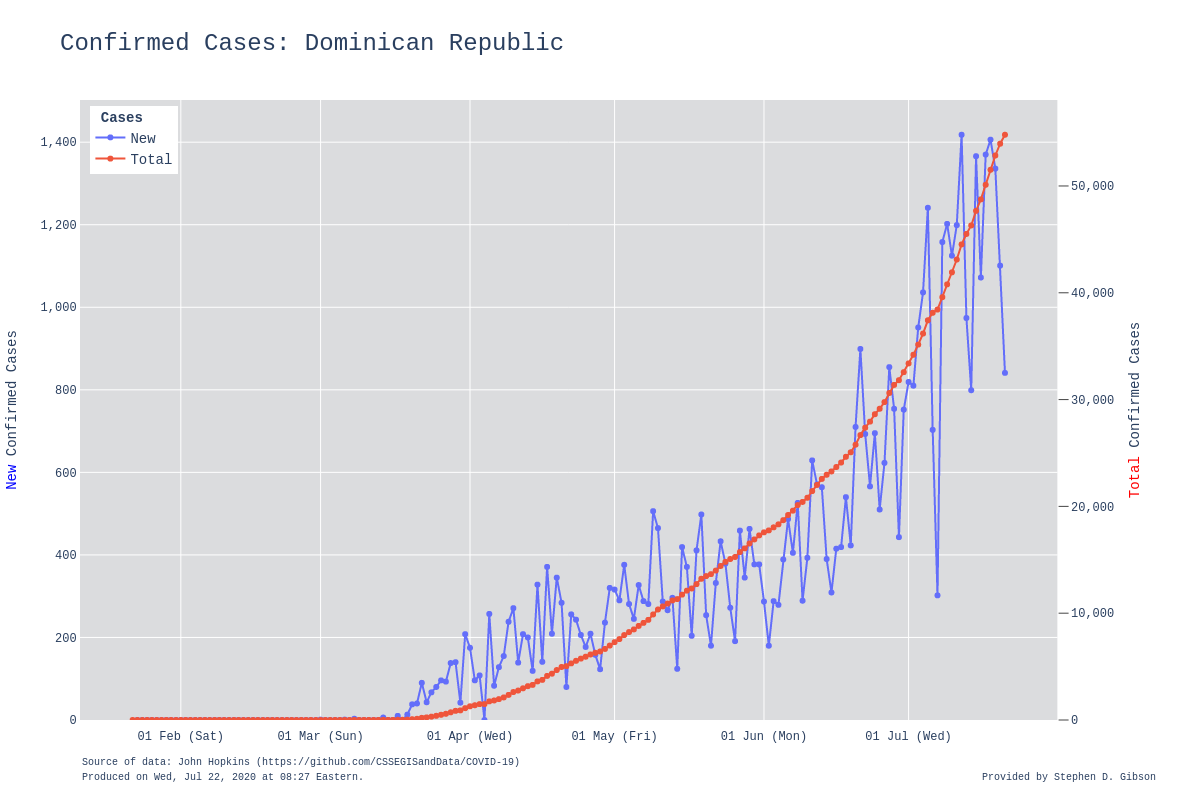 Confirmed Cases: Dominican Republic
Cases
New
Total
1,400
1,200
1,000
800
600
400
200
0
50,000
40,000
30,000
20,000
10,000
0
New Confirmed Cases
Total Confirmed Cases
01 Feb (Sat)
01 Mar (Sun)
01 Apr (Wed)
01 May (Fri)
01 Jun (Mon)
01 Jul (Wed)
Source of data: John Hopkins (https://github.com/CSSEGISandData/COVID-19)
Produced on Wed, Jul 22, 2020 at 08:27 Eastern.
Provided by Stephen D. Gibson